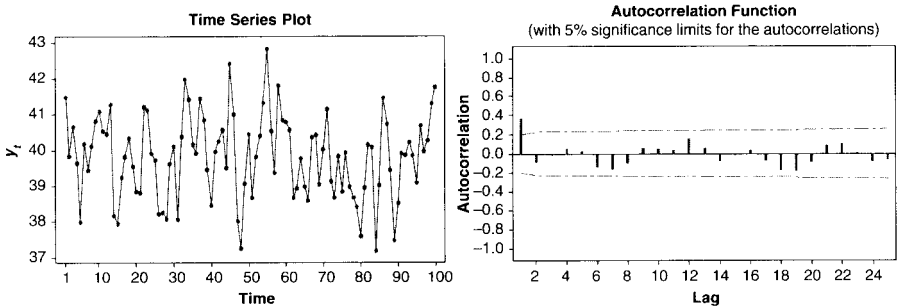 Time Series Plot
43
42
41
40
39
38
37
y_t
1 10 20 30 40 50 60 70 80 90 100
Time
Autocorrelation Function
(with 5% significance limits for the autocorrelations)
1.0
0.8
0.6
0.4
0.2
0.0
−0.2
−0.4
−0.6
−0.8
−1.0
Autocorrelation
2 4 6 8 10 12 14 16 18 20 22 24
Lag